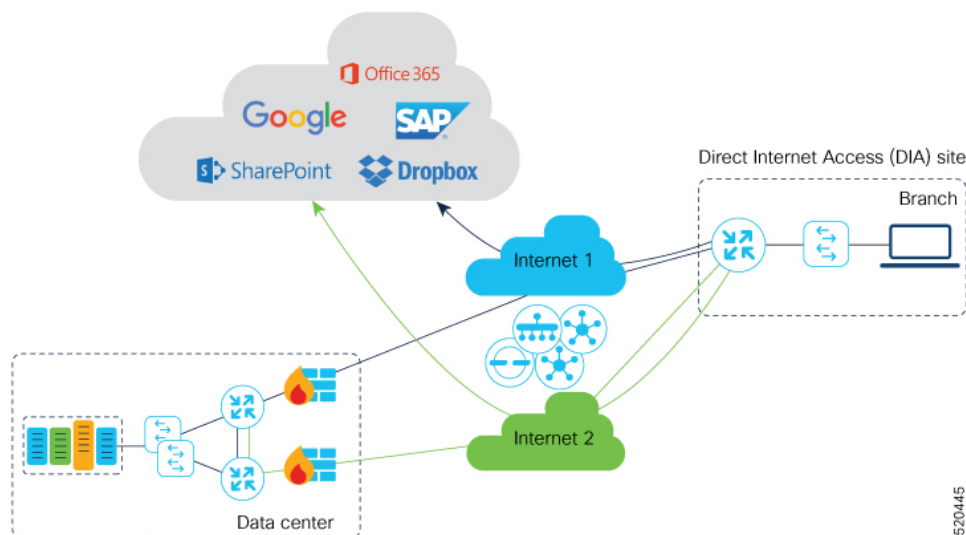 Office 365
Google
SAP
SharePoint
Dropbox
Direct Internet Access (DIA) site
Branch
Internet 1
Internet 2
Data center
520445